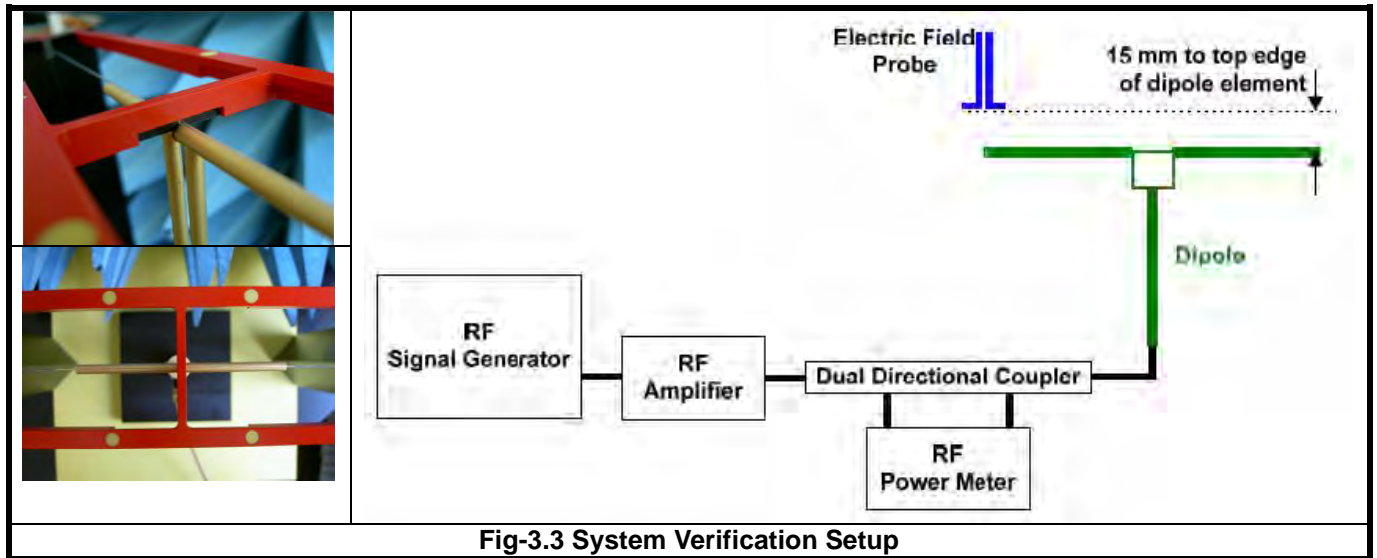 Electric Field
Probe
15 mm to top edge
of dipole element
Dipole
RF
Signal Generator
RF
Amplifier
Dual Directional Coupler
RF
Power Meter
Fig-3.3 System Verification Setup